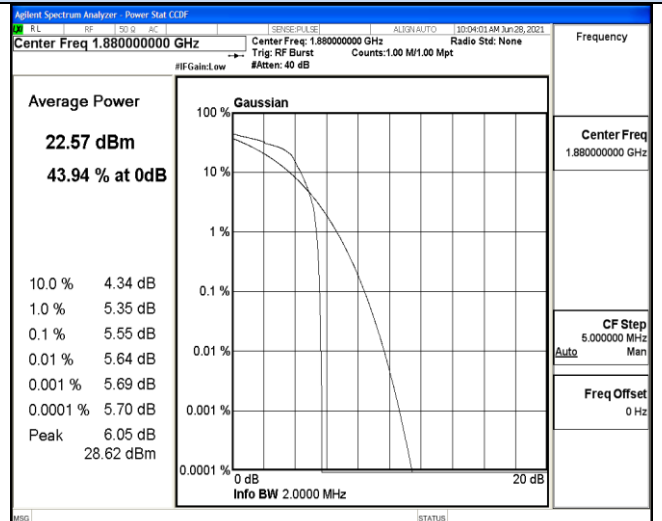 Agilent Spectrum Analyzer - Power Stat CCDF
RL RF 50 Ω AC SENSE:PULSE ALIGN AUTO 10:04:01 AM Jun 28, 2021
Center Freq 1.880000000 GHz
Center Freq: 1.880000000 GHz Radio Std: None
Trig: RF Burst Counts:1.00 M/1.00 Mpt
#IFGain:Low #Atten: 40 dB
Frequency
Average Power
22.57 dBm
43.94 % at 0dB
10.0 % 4.34 dB
1.0 % 5.35 dB
0.1 % 5.55 dB
0.01 % 5.64 dB
0.001 % 5.69 dB
0.0001 % 5.70 dB
Peak 6.05 dB
28.62 dBm
Gaussian
100 %
10 %
1 %
0.1 %
0.01 %
0.001 %
0.0001 %
0 dB 20 dB
Info BW 2.0000 MHz
Center Freq
1.880000000 GHz
CF Step
5.000000 MHz
Auto Man
Freq Offset
0 Hz
MSG STATUS